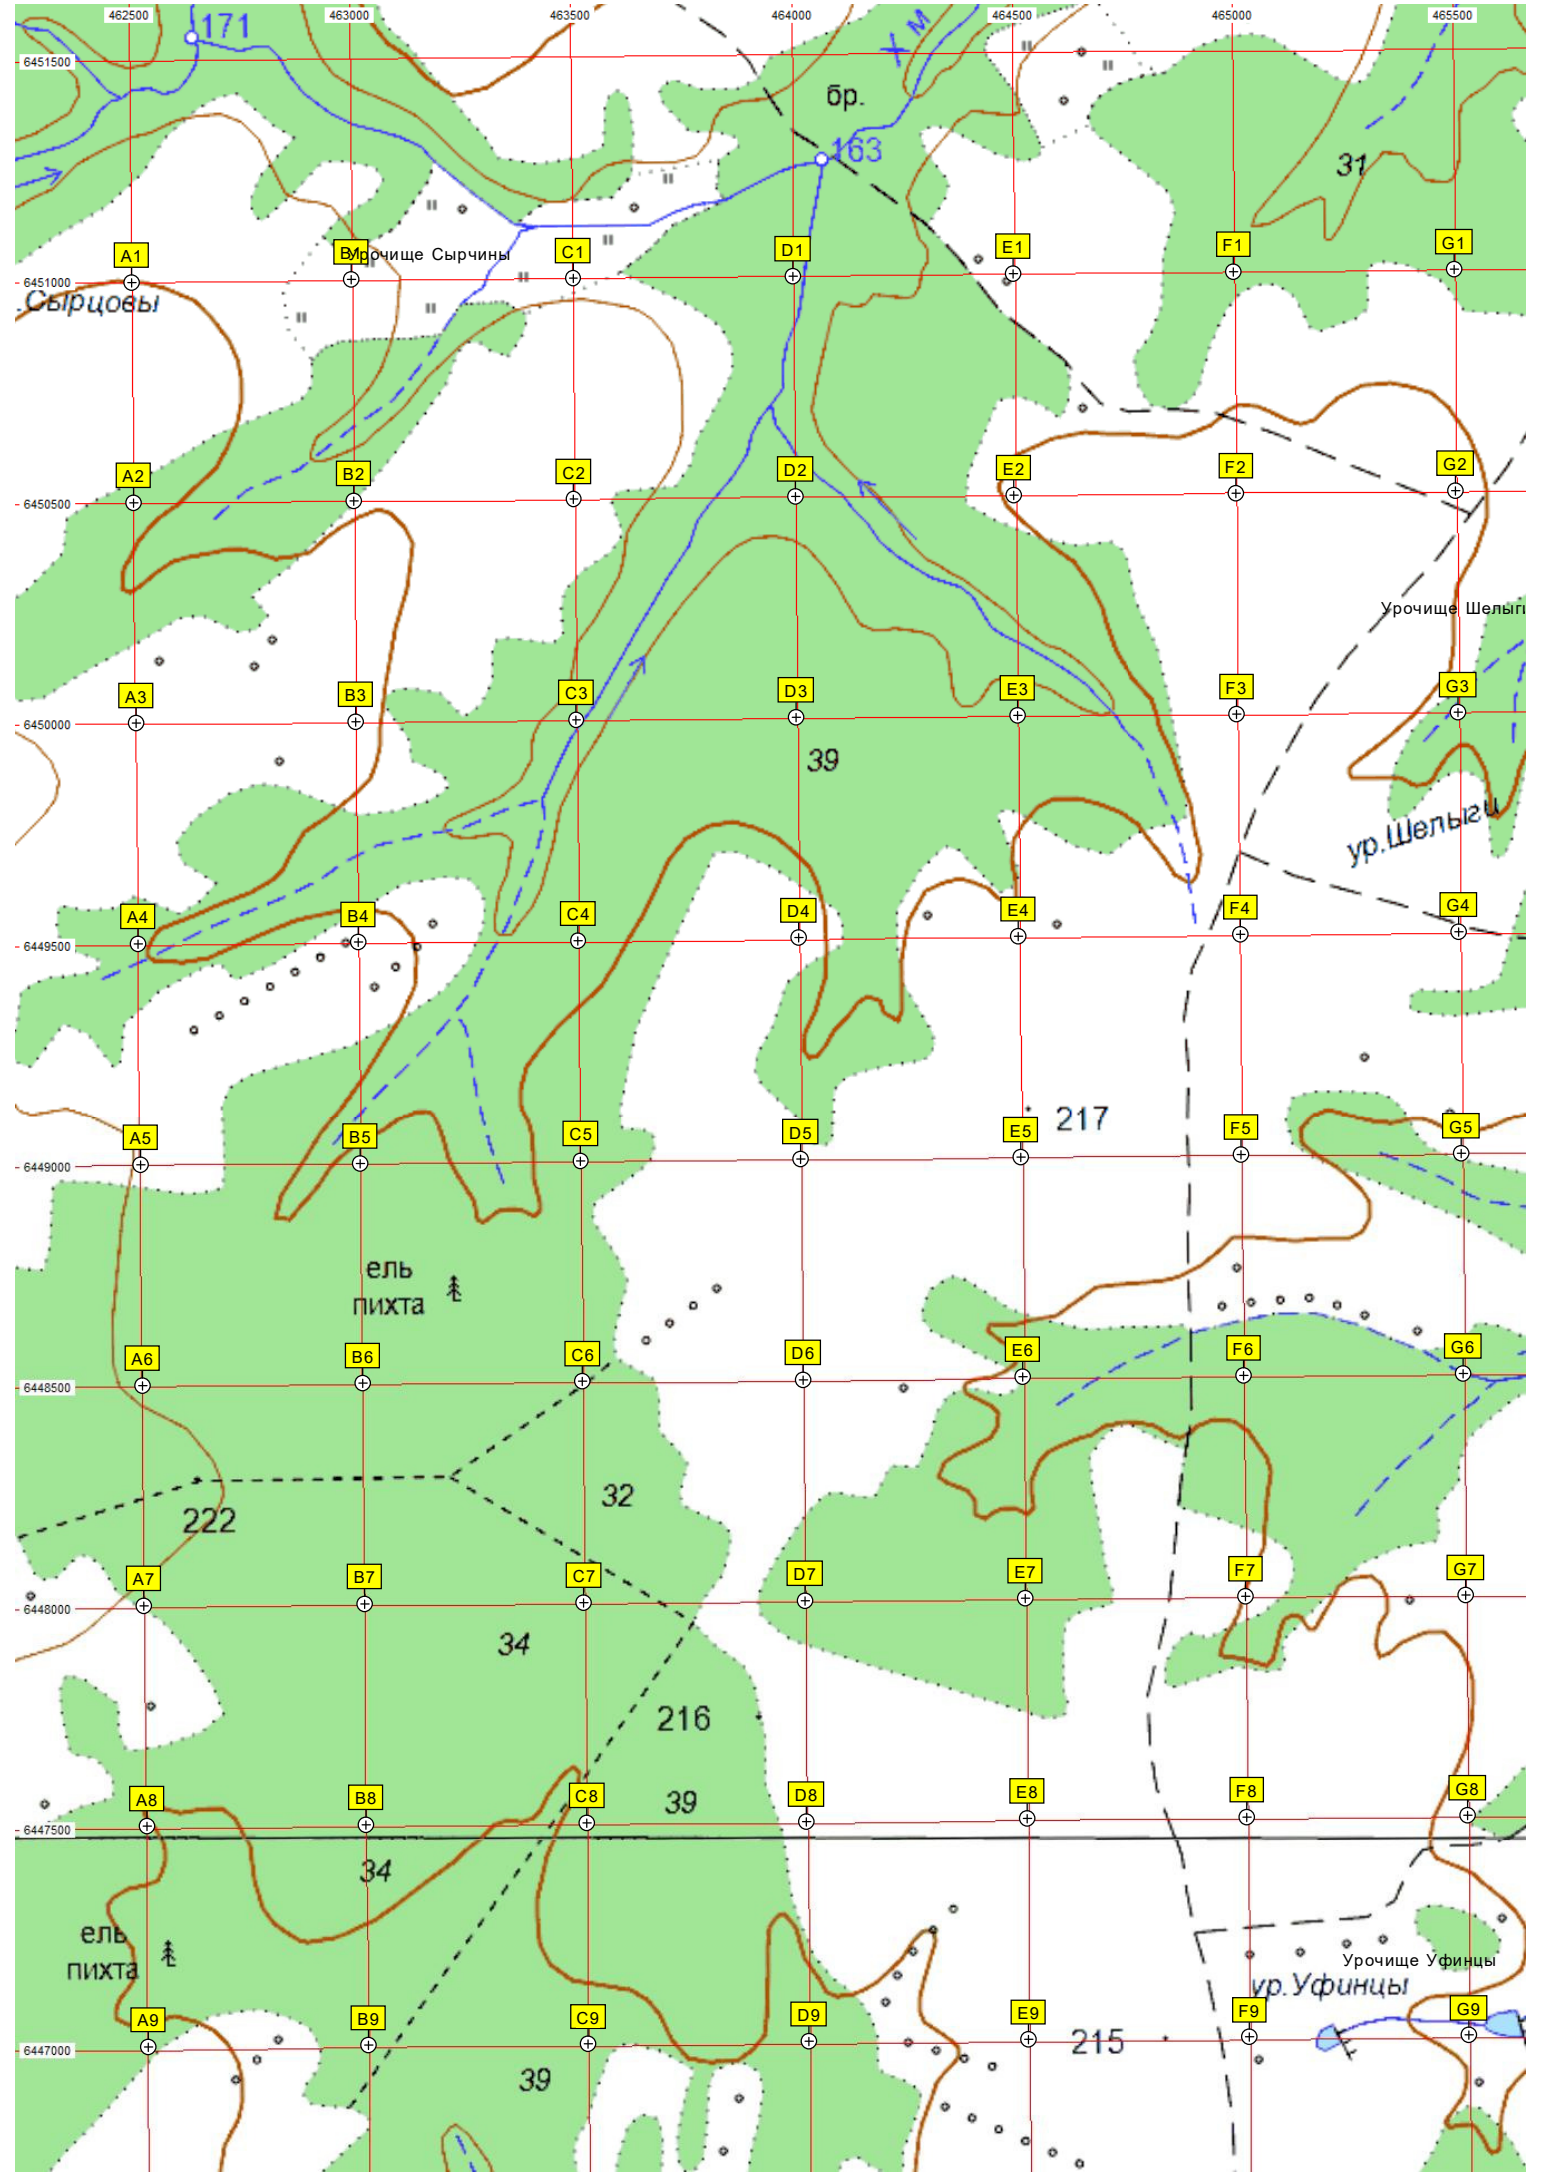 462500 463000 463500 464000 464500 465000 465500
171
Х М
6451500
бр.
163
31
A1 B1 C1 D1 E1 F1 G1
Урочище Сырчины
6451000
.Сырцовы
A2 B2 C2 D2 E2 F2 G2
6450500
Урочище Шелыги
A3 B3 C3 D3 E3 F3 G3
6450000
39
ур.Шелыги
A4 B4 C4 D4 E4 F4 G4
6449500
217
A5 B5 C5 D5 E5 F5 G5
6449000
ель
пихта
A6 B6 C6 D6 E6 F6 G6
6448500
32
222
A7 B7 C7 D7 E7 F7 G7
6448000
34
216
A8 B8 C8 D8 E8 F8 G8
39
6447500
34
ель
пихта
Урочище Уфинцы
ур.Уфинцы
A9 B9 C9 D9 E9 F9 G9
6447000
215
39